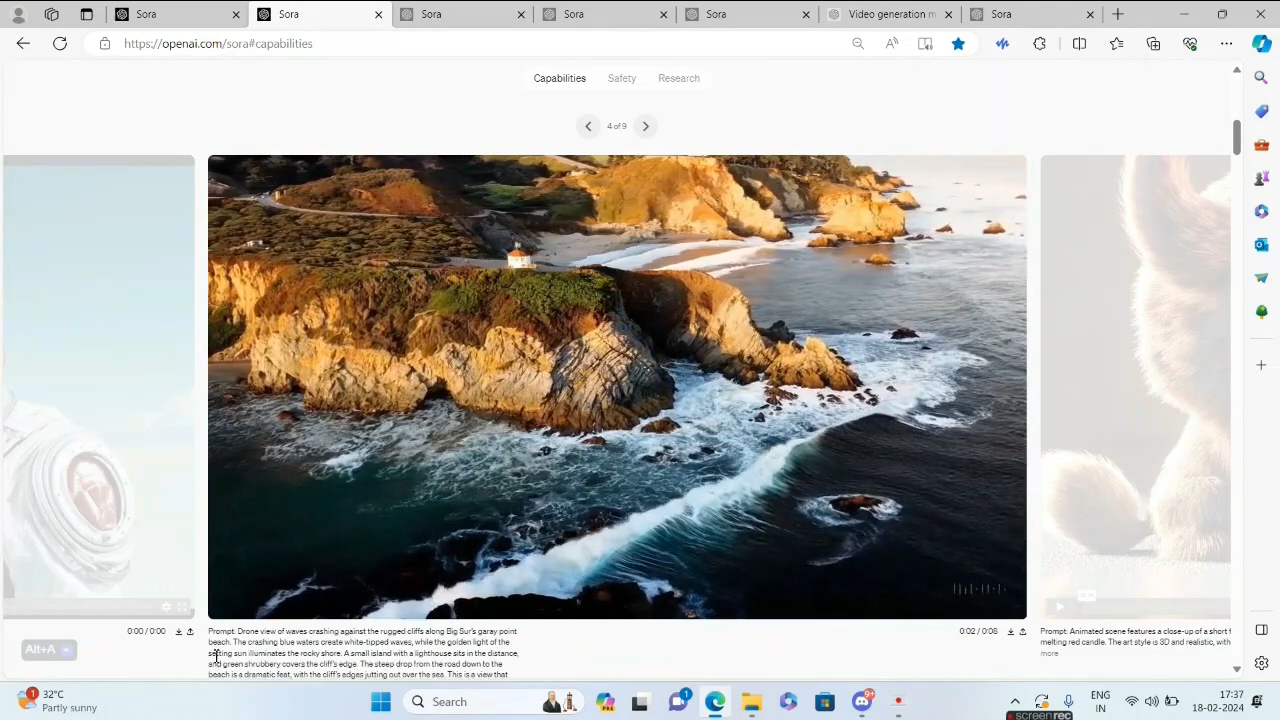 Sora
Sora
Sora
Sora
Sora
Video generation m
Sora
https://openai.com/sora#capabilities
Capabilities
Safety
Research
4 of 9
0:00 / 0:00
Prompt: Drone view of waves crashing against the rugged cliffs along Big Sur's garay point
beach. The crashing blue waters create white-tipped waves, while the golden light of the
setting sun illuminates the rocky shore. A small island with a lighthouse sits in the distance,
and green shrubbery covers the cliff's edge. The steep drop from the road down to the
beach is a dramatic feat, with the cliff's edges jutting out over the sea. This is a view that
0:02 / 0:08
Prompt: Animated scene features a close-up of a short f
melting red candle. The art style is 3D and realistic, with
more
Alt+A
1
32°C
Partly sunny
Search
PRE
1
9+
ENG
IN
17:37
18-02-2024
screen rec